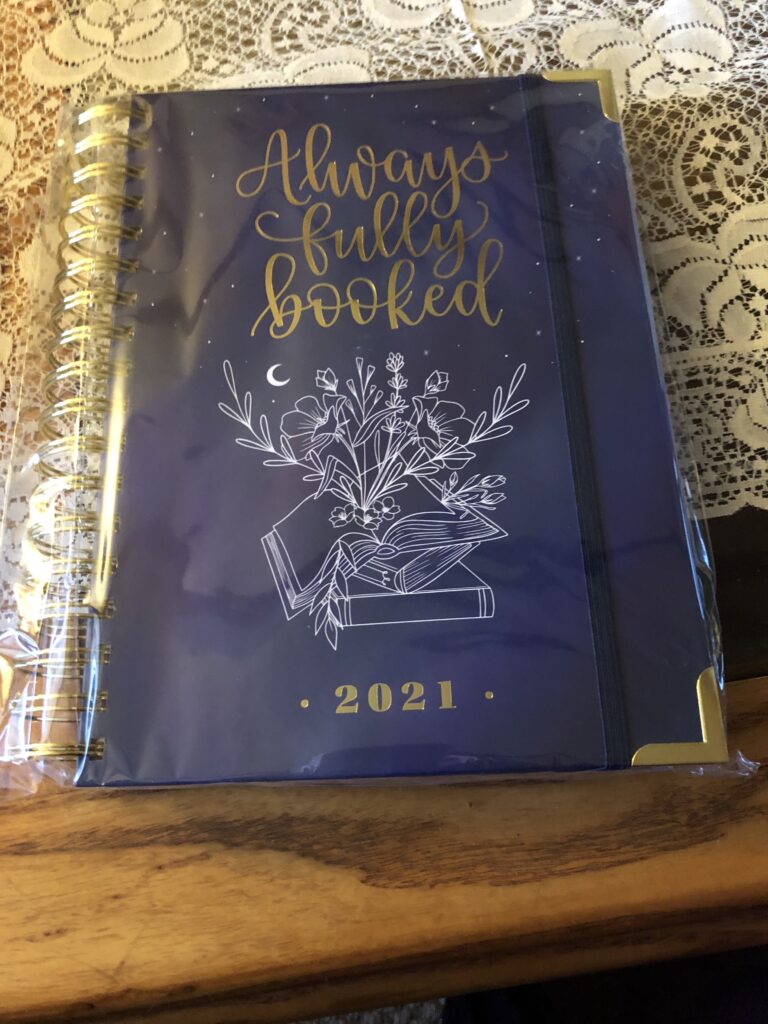 Always
fully
booked
• 2021 •